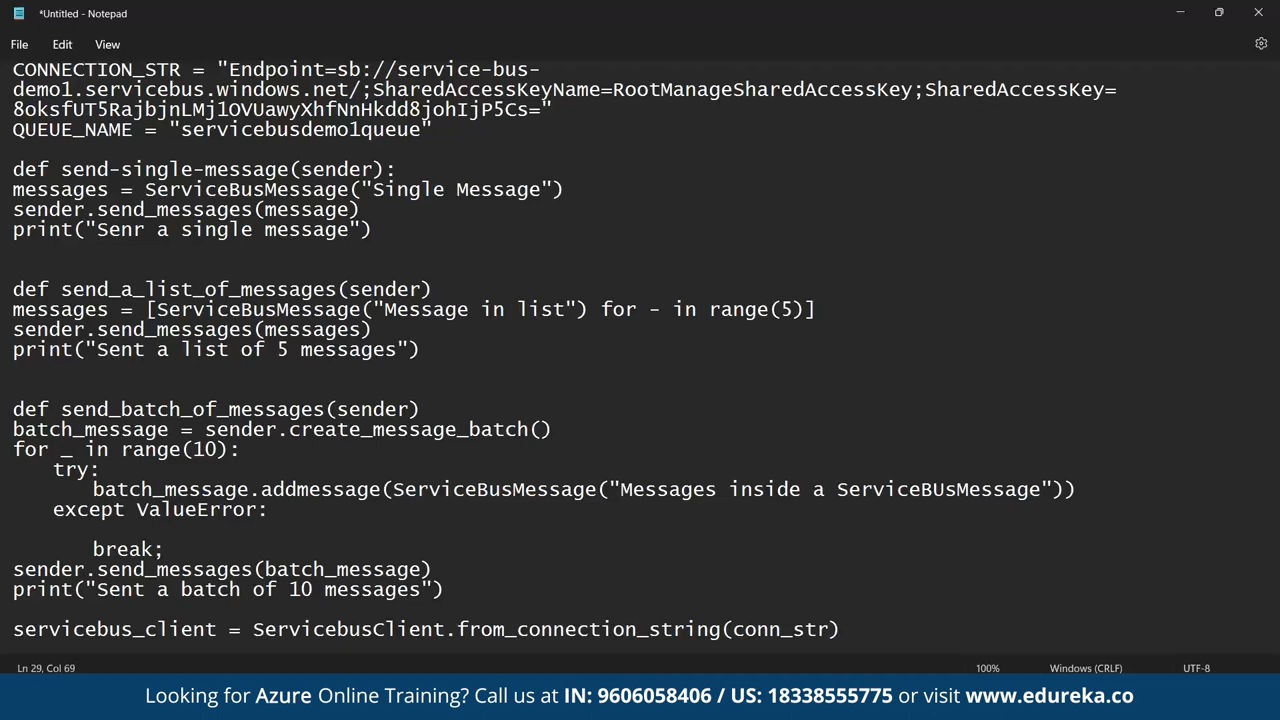 *Untitled - Notepad
File Edit View
CONNECTION_STR = "Endpoint=sb://service-bus-
demo1.servicebus.windows.net/;SharedAccessKeyName=RootManageSharedAccessKey;SharedAccessKey=
8oksfUT5RajbjnLMj1OVUawyXhfNnHkdd8johIjP5Cs="
QUEUE_NAME = "servicebusdemo1queue"
def send-single-message(sender):
messages = ServiceBusMessage("Single Message")
sender.send_messages(message)
print("Senr a single message")
def send_a_list_of_messages(sender)
messages = [ServiceBusMessage("Message in list") for - in range(5)]
sender.send_messages(messages)
print("Sent a list of 5 messages")
def send_batch_of_messages(sender)
batch_message = sender.create_message_batch()
for _ in range(10):
try:
batch_message.addmessage(ServiceBUsMessage("Messages inside a ServiceBUsMessage"))
except ValueError:
break;
sender.send_messages(batch_message)
print("Sent a batch of 10 messages")
servicebus_client = ServicebusClient.from_connection_string(conn_str)
Ln 29, Col 69 100% Windows (CRLF) UTF-8
Looking for Azure Online Training? Call us at IN: 9606058406 / US: 18338555775 or visit www.edureka.co